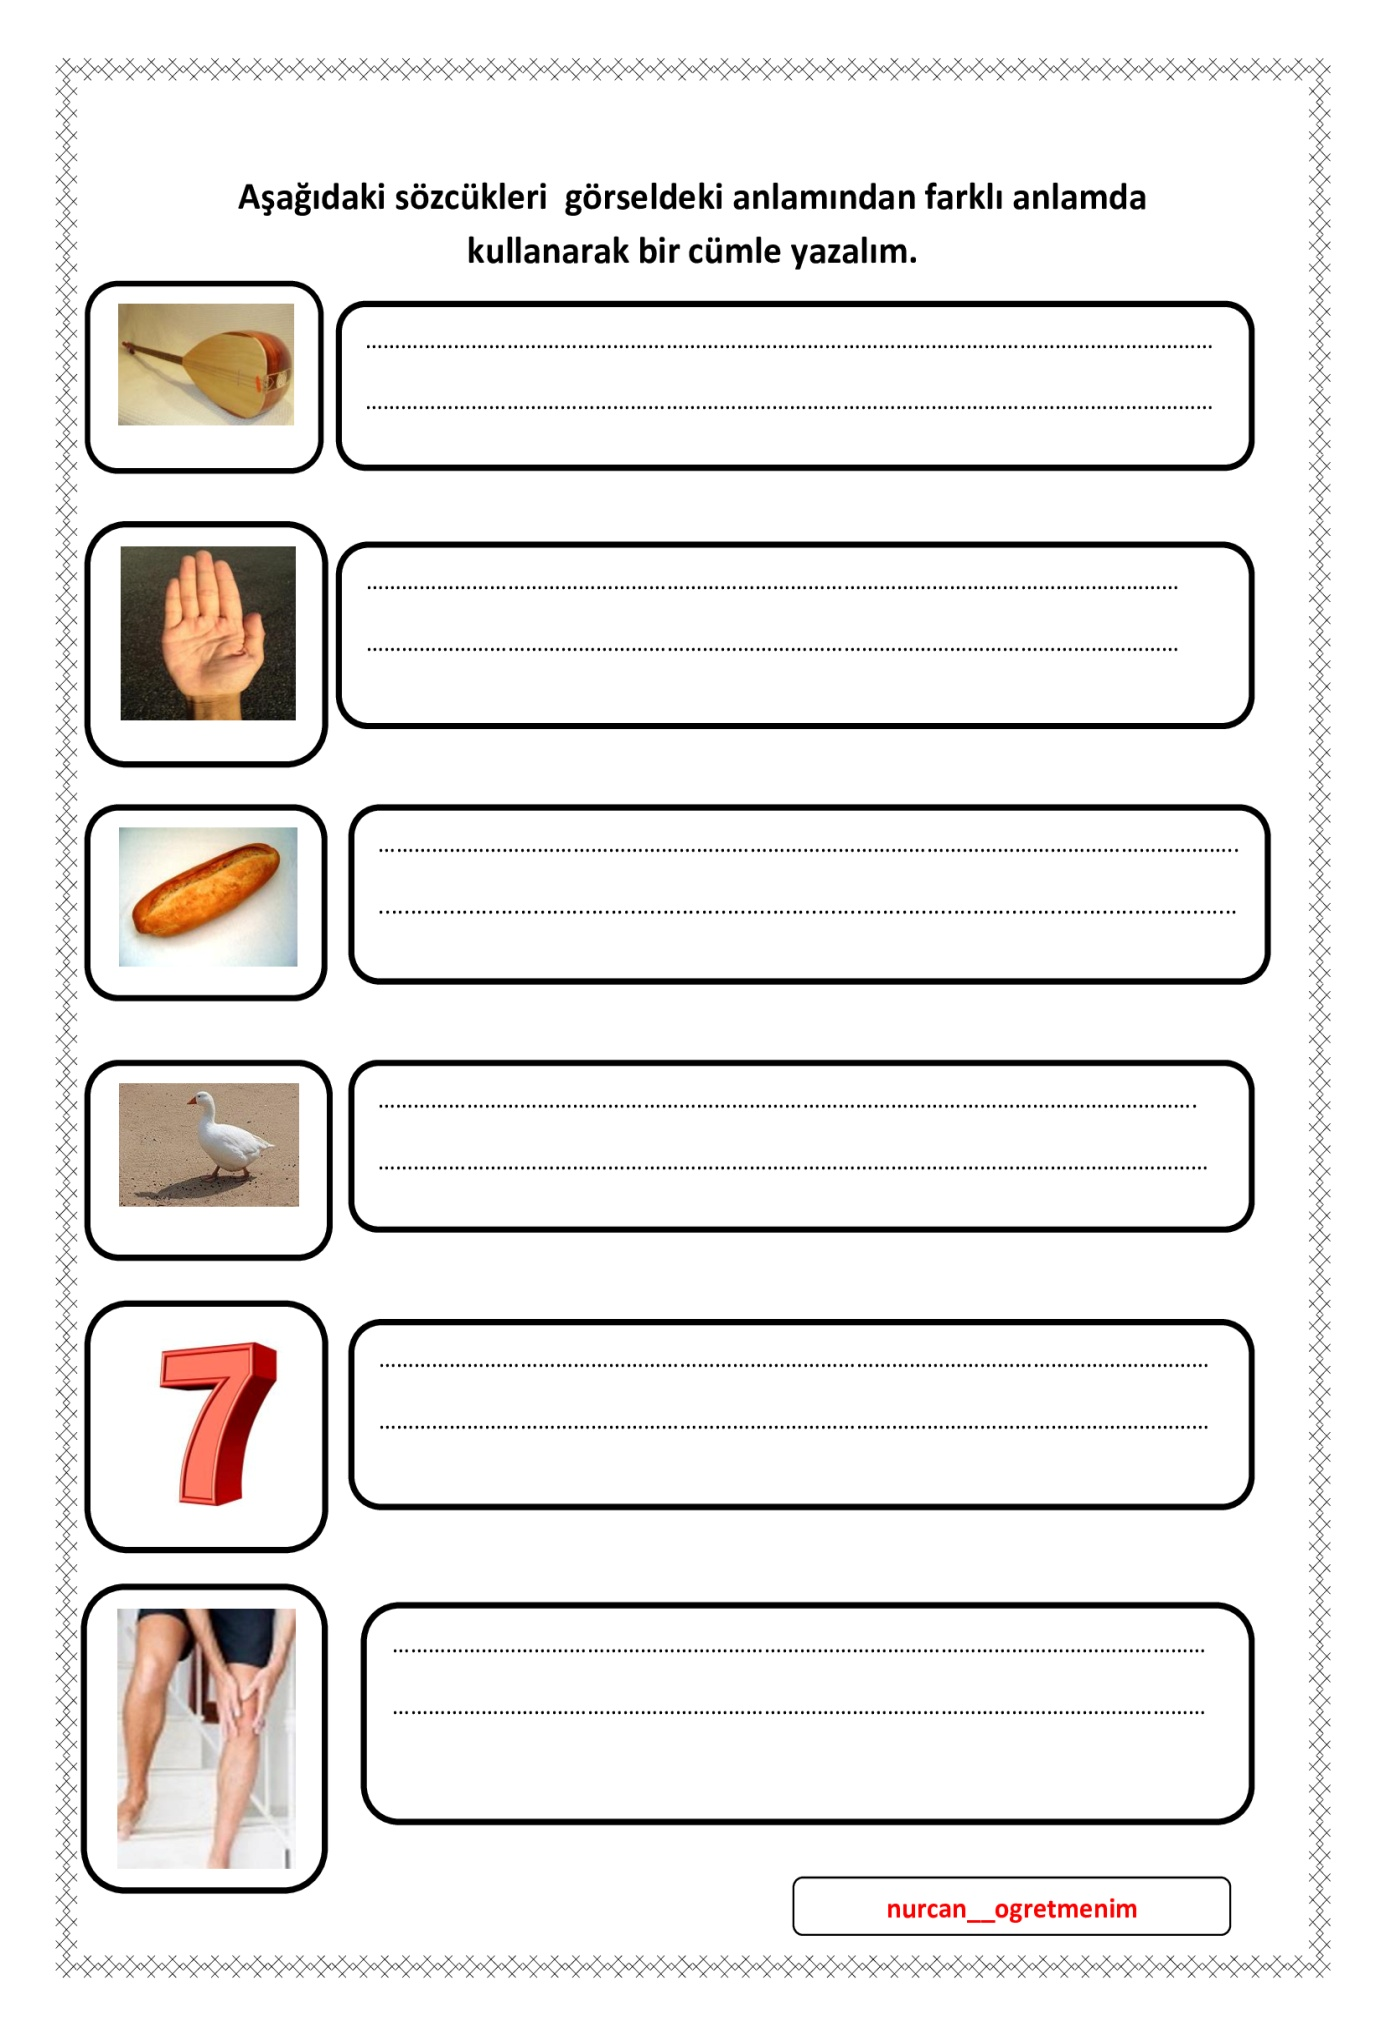 Aşağıdaki sözcükleri görseldeki anlamından farklı anlamda
kullanarak bir cümle yazalım.
7
nurcan__ogretmenim